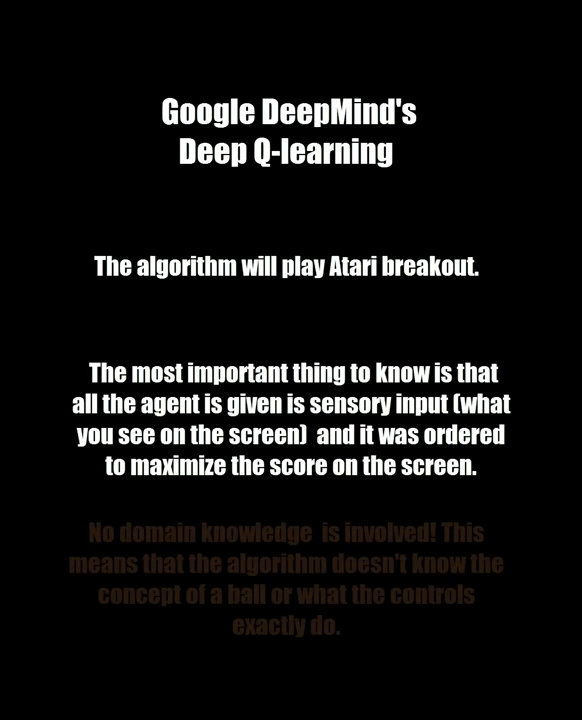 Google DeepMind's
Deep Q-learning
The algorithm will play Atari breakout.
The most important thing to know is that
all the agent is given is sensory input (what
you see on the screen)  and it was ordered
to maximize the score on the screen.
No domain knowledge  is involved! This
means that the algorithm doesn't know the
concept of a ball or what the controls
exactly do.